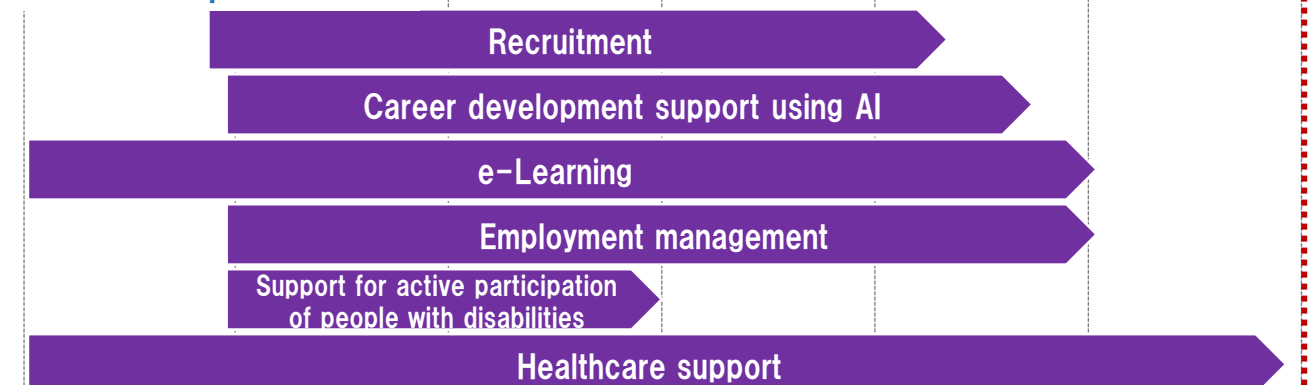 Recruitment
Career development support using AI
e-Learning
Employment management
Support for active participation
of people with disabilities
Healthcare support